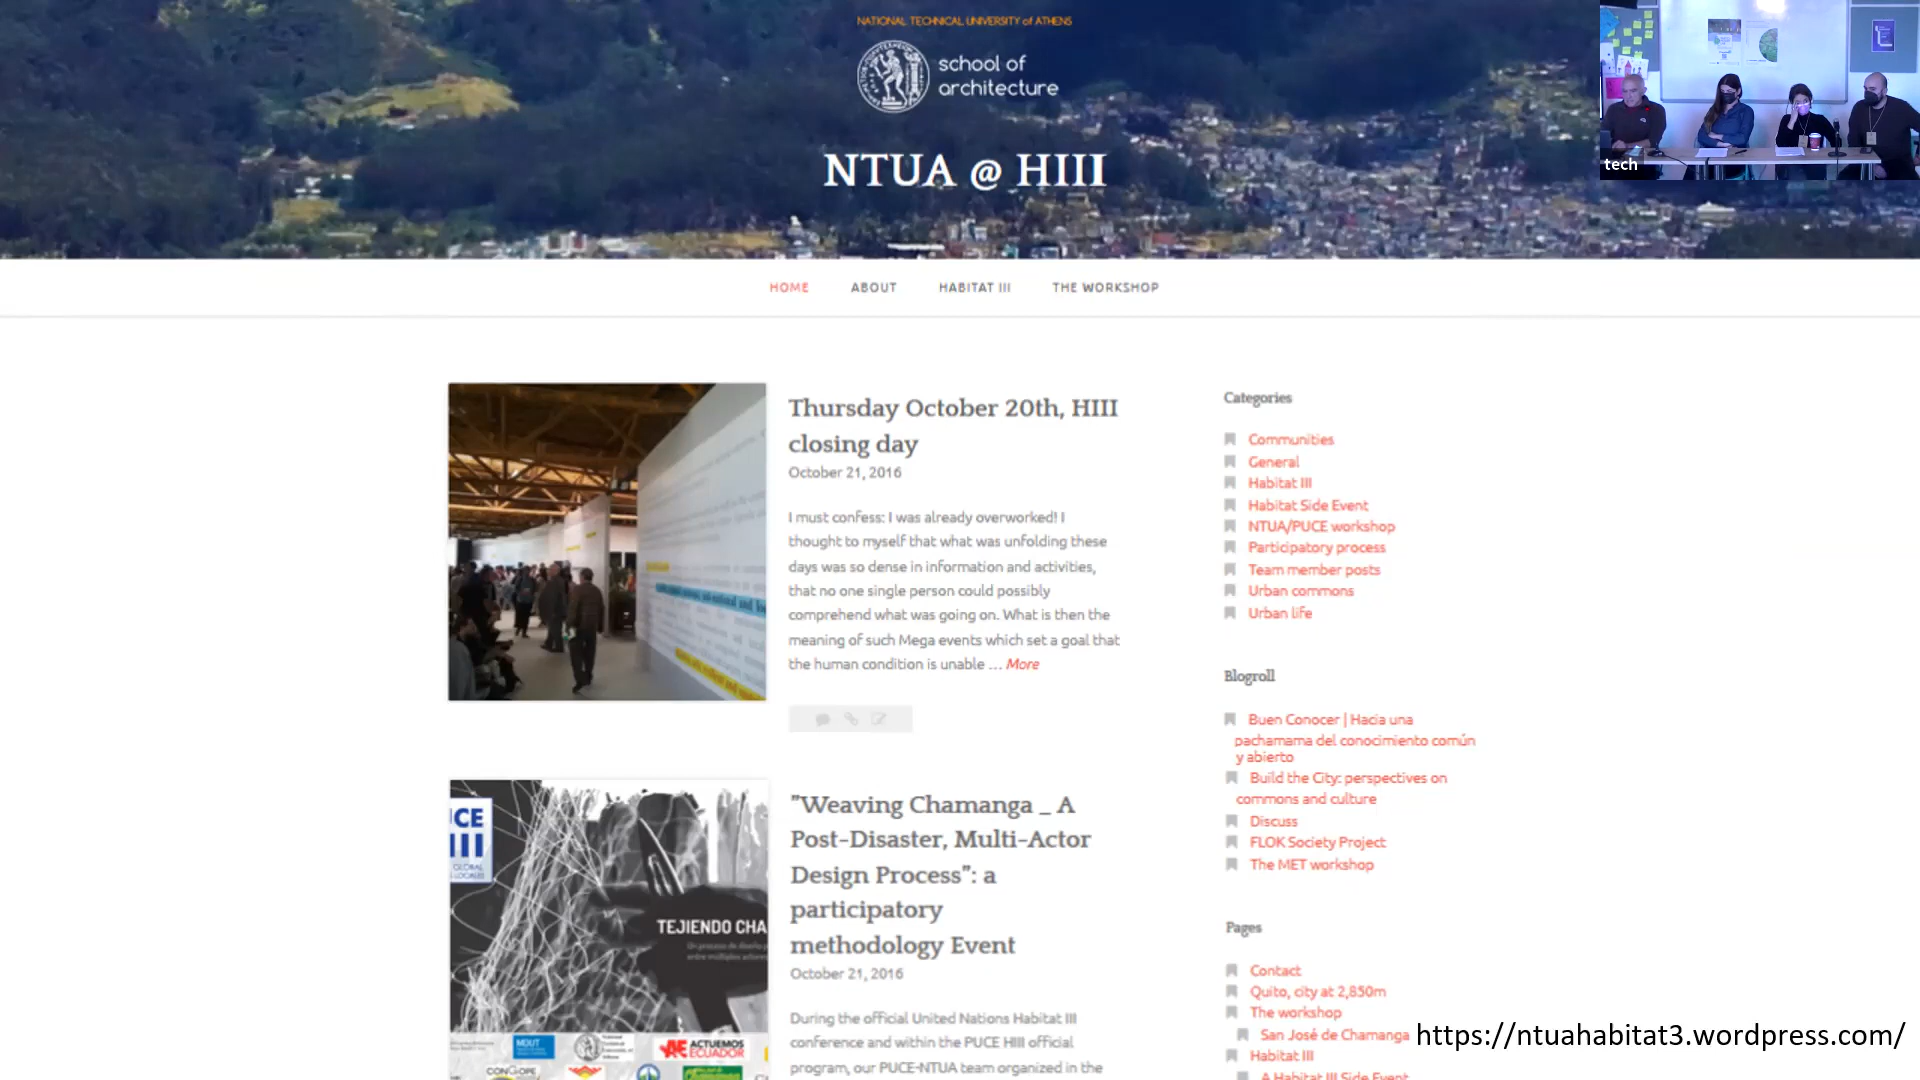 NATIONAL TECHNICAL UNIVERSITY of ATHENS
school of
architecture
NTUA @ HIII
tech
HOME
ABOUT
HABITAT III
THE WORKSHOP
Thursday October 20th, HIII
closing day
October 21, 2016
I must confess: I was already overworked! I
thought to myself that what was unfolding these
days was so dense in information and activities,
that no one single person could possibly
comprehend what was going on. What is then the
meaning of such Mega events which set a goal that
the human condition is unable … More
"Weaving Chamanga _ A
Post-Disaster, Multi-Actor
Design Process": a
participatory
methodology Event
October 21, 2016
During the official United Nations Habitat III
conference and within the PUCE HIII official
program, our PUCE-NTUA team organized in the
TEJIENDO CHA
MDUT
ACTUEMOS
ECUADOR
CONGOPE
Categories
Communities
General
Habitat III
Habitat Side Event
NTUA/PUCE workshop
Participatory process
Team member posts
Urban commons
Urban life
Blogroll
Buen Conocer | Hacia una
pachamama del conocimiento común
y abierto
Build the City: perspectives on
commons and culture
Discuss
FLOK Society Project
The MET workshop
Pages
Contact
Quito, city at 2,850m
The workshop
San José de Chamanga
Habitat III
A Habitat III Side Event
https://ntuahabitat3.wordpress.com/